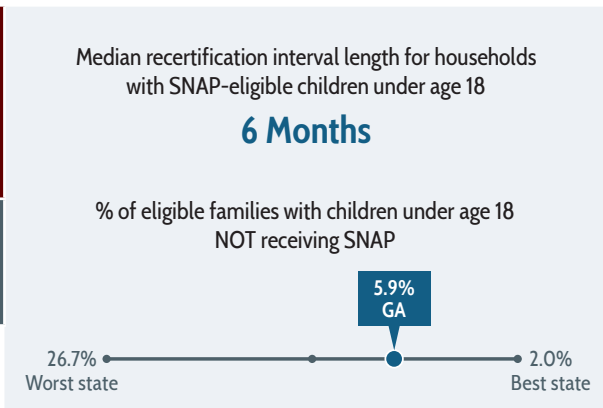 Median recertification interval length for households
with SNAP-eligible children under age 18
6 Months
% of eligible families with children under age 18
NOT receiving SNAP
5.9%
GA
26.7%
Worst state
2.0%
Best state